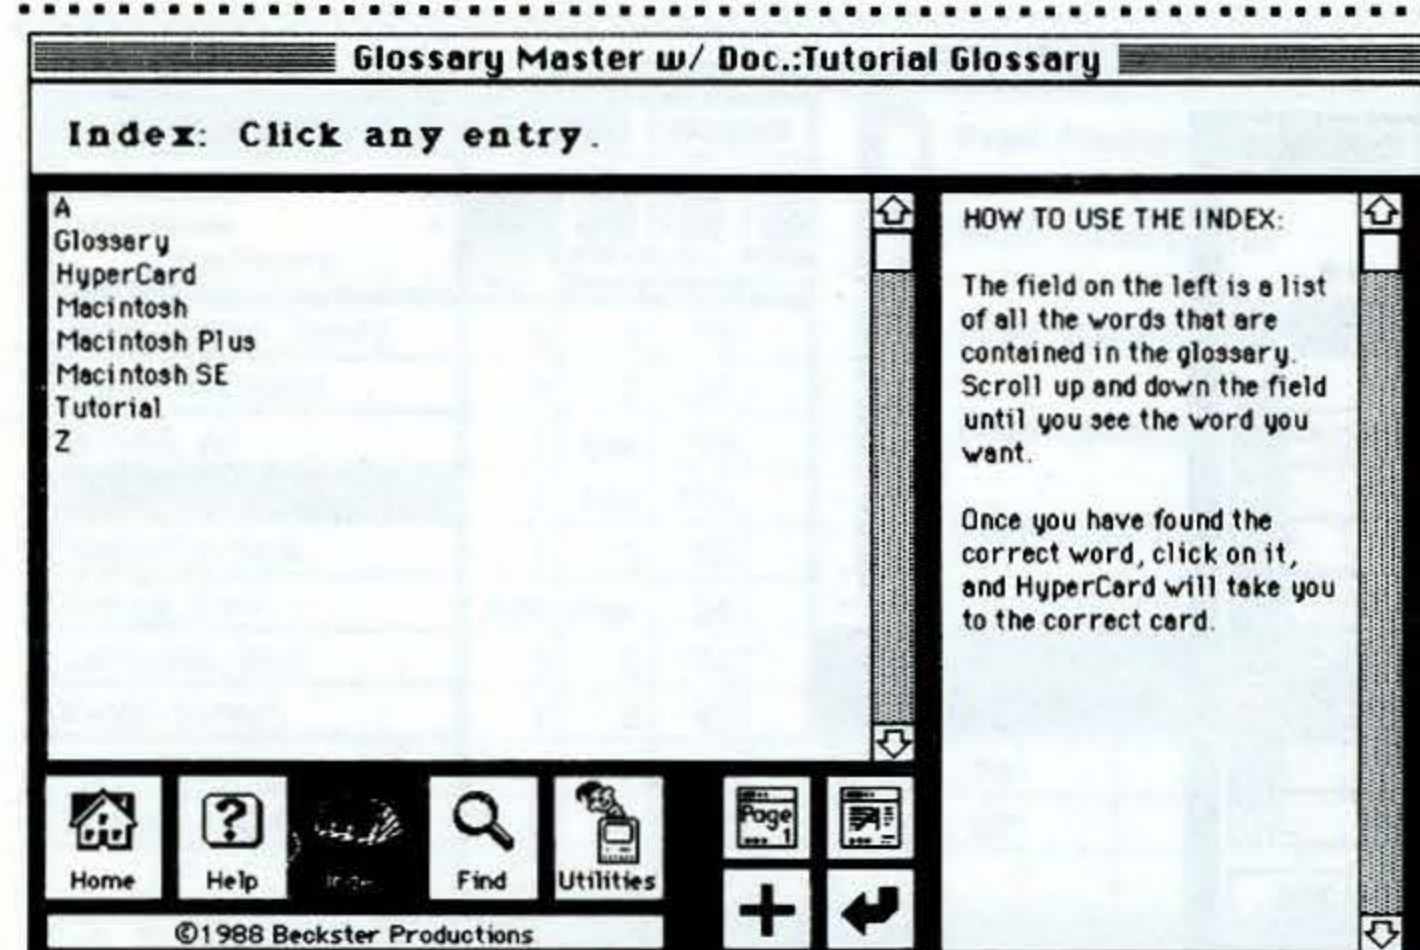 Glossary Master w/ Doc.:Tutorial Glossary
Index: Click any entry.
A
Glossary
HyperCard
Macintosh
Macintosh Plus
Macintosh SE
Tutorial
Z
HOW TO USE THE INDEX:
The field on the left is a list
of all the words that are
contained in the glossary.
Scroll up and down the field
until you see the word you
want.
Once you have found the
correct word, click on it,
and HyperCard will take you
to the correct card.
Page
1
Home
Help
Index
Find
Utilities
©1988 Beckster Productions